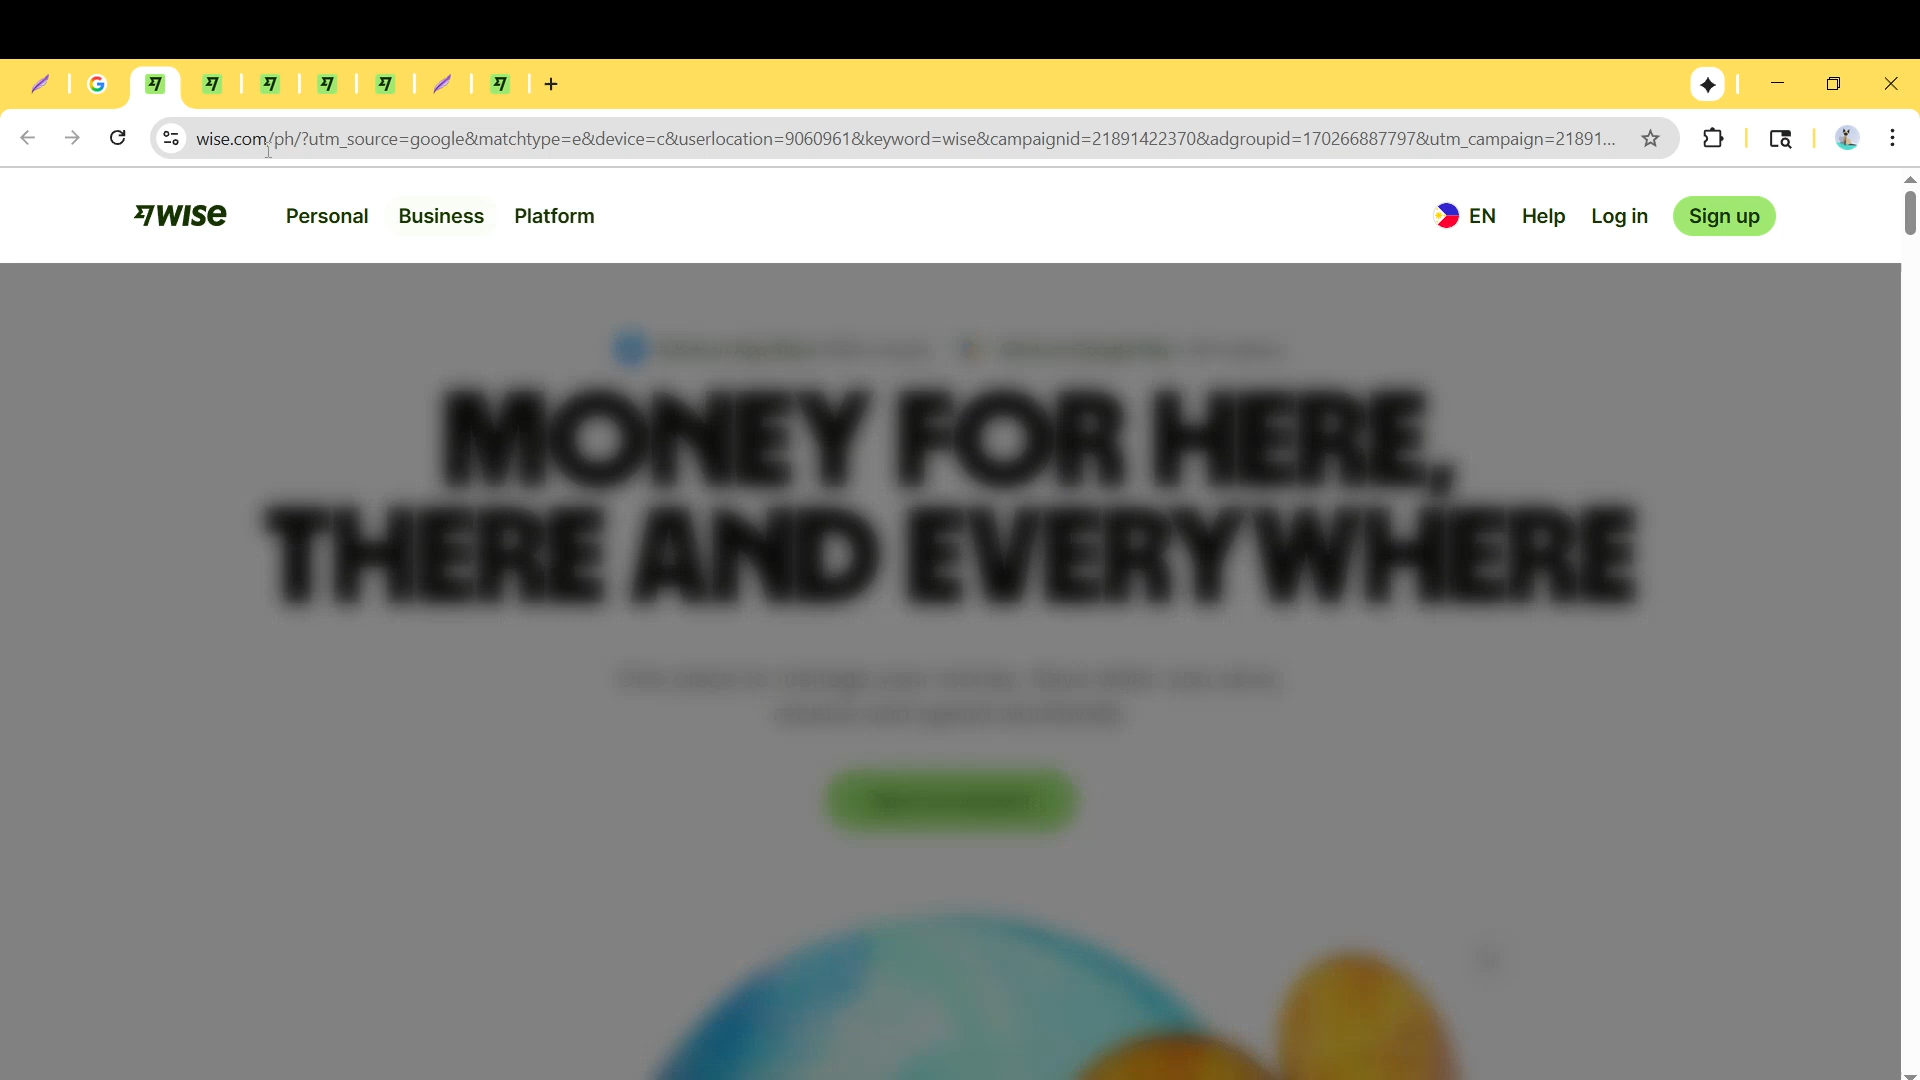 wise.com/ph/?utm_source=google&matchtype=e&device=c&userlocation=9060961&keyword=wise&campaignid=21891422370&adgroupid=170266887797&utm_campaign=21891...
WISE Personal Business Platform EN Help Log in Sign up
MONEY FOR HERE,
THERE AND EVERYWHERE